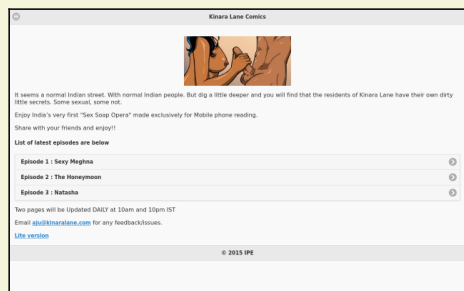 Kinara Lane Comics
It seems a normal Indian street. With normal Indian people. But dig a little deeper and you will find that the residents of Kinara Lane have their own dirty
little secrets. Some sexual, some not.
Enjoy India's very first "Sex Soap Opera" made exclusively for Mobile phone reading.
Share with your friends and enjoy!!
List of latest episodes are below
Episode 1 : Sexy Meghna
Episode 2 : The Honeymoon
Episode 3 : Natasha
Two pages will be Updated DAILY at 10am and 10pm IST
Email aju@kinaralane.com for any feedback/issues.
Lite version
© 2015 IPE